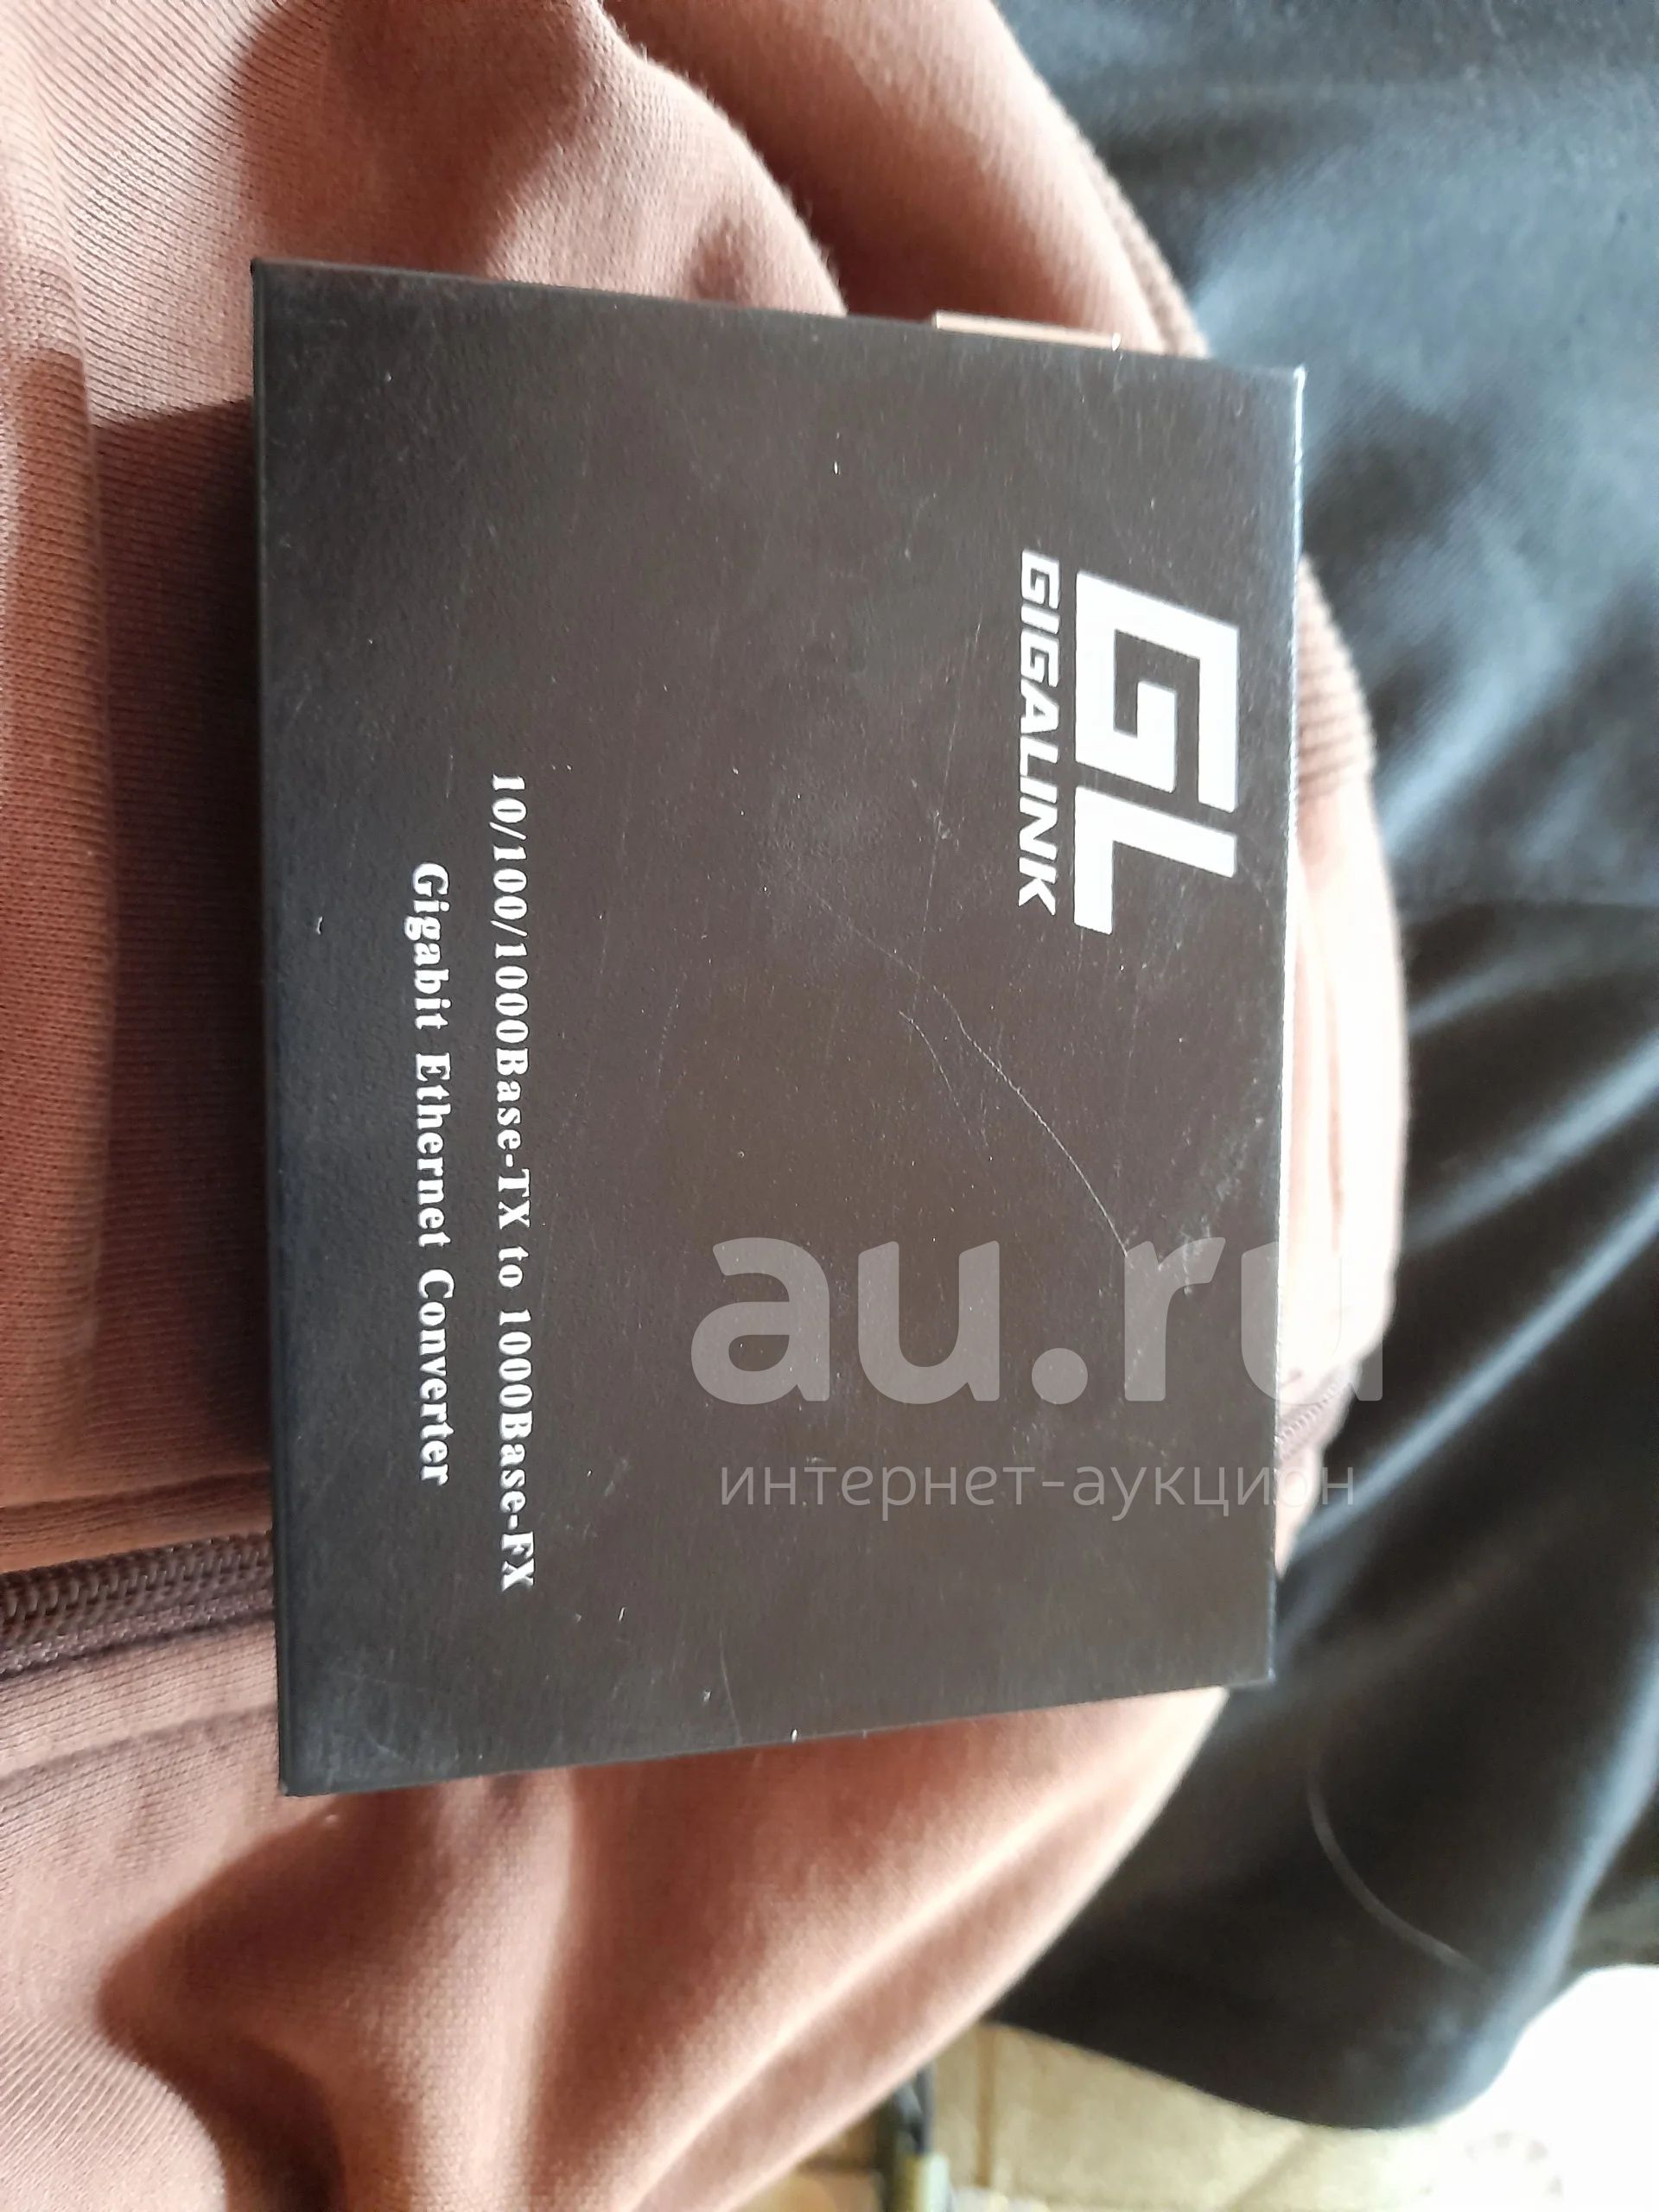 GL
GIGALINK
10/100/1000Base-TX to 1000Base-FX
Gigabit Ethernet Converter
au.ru
интернет-аукцион